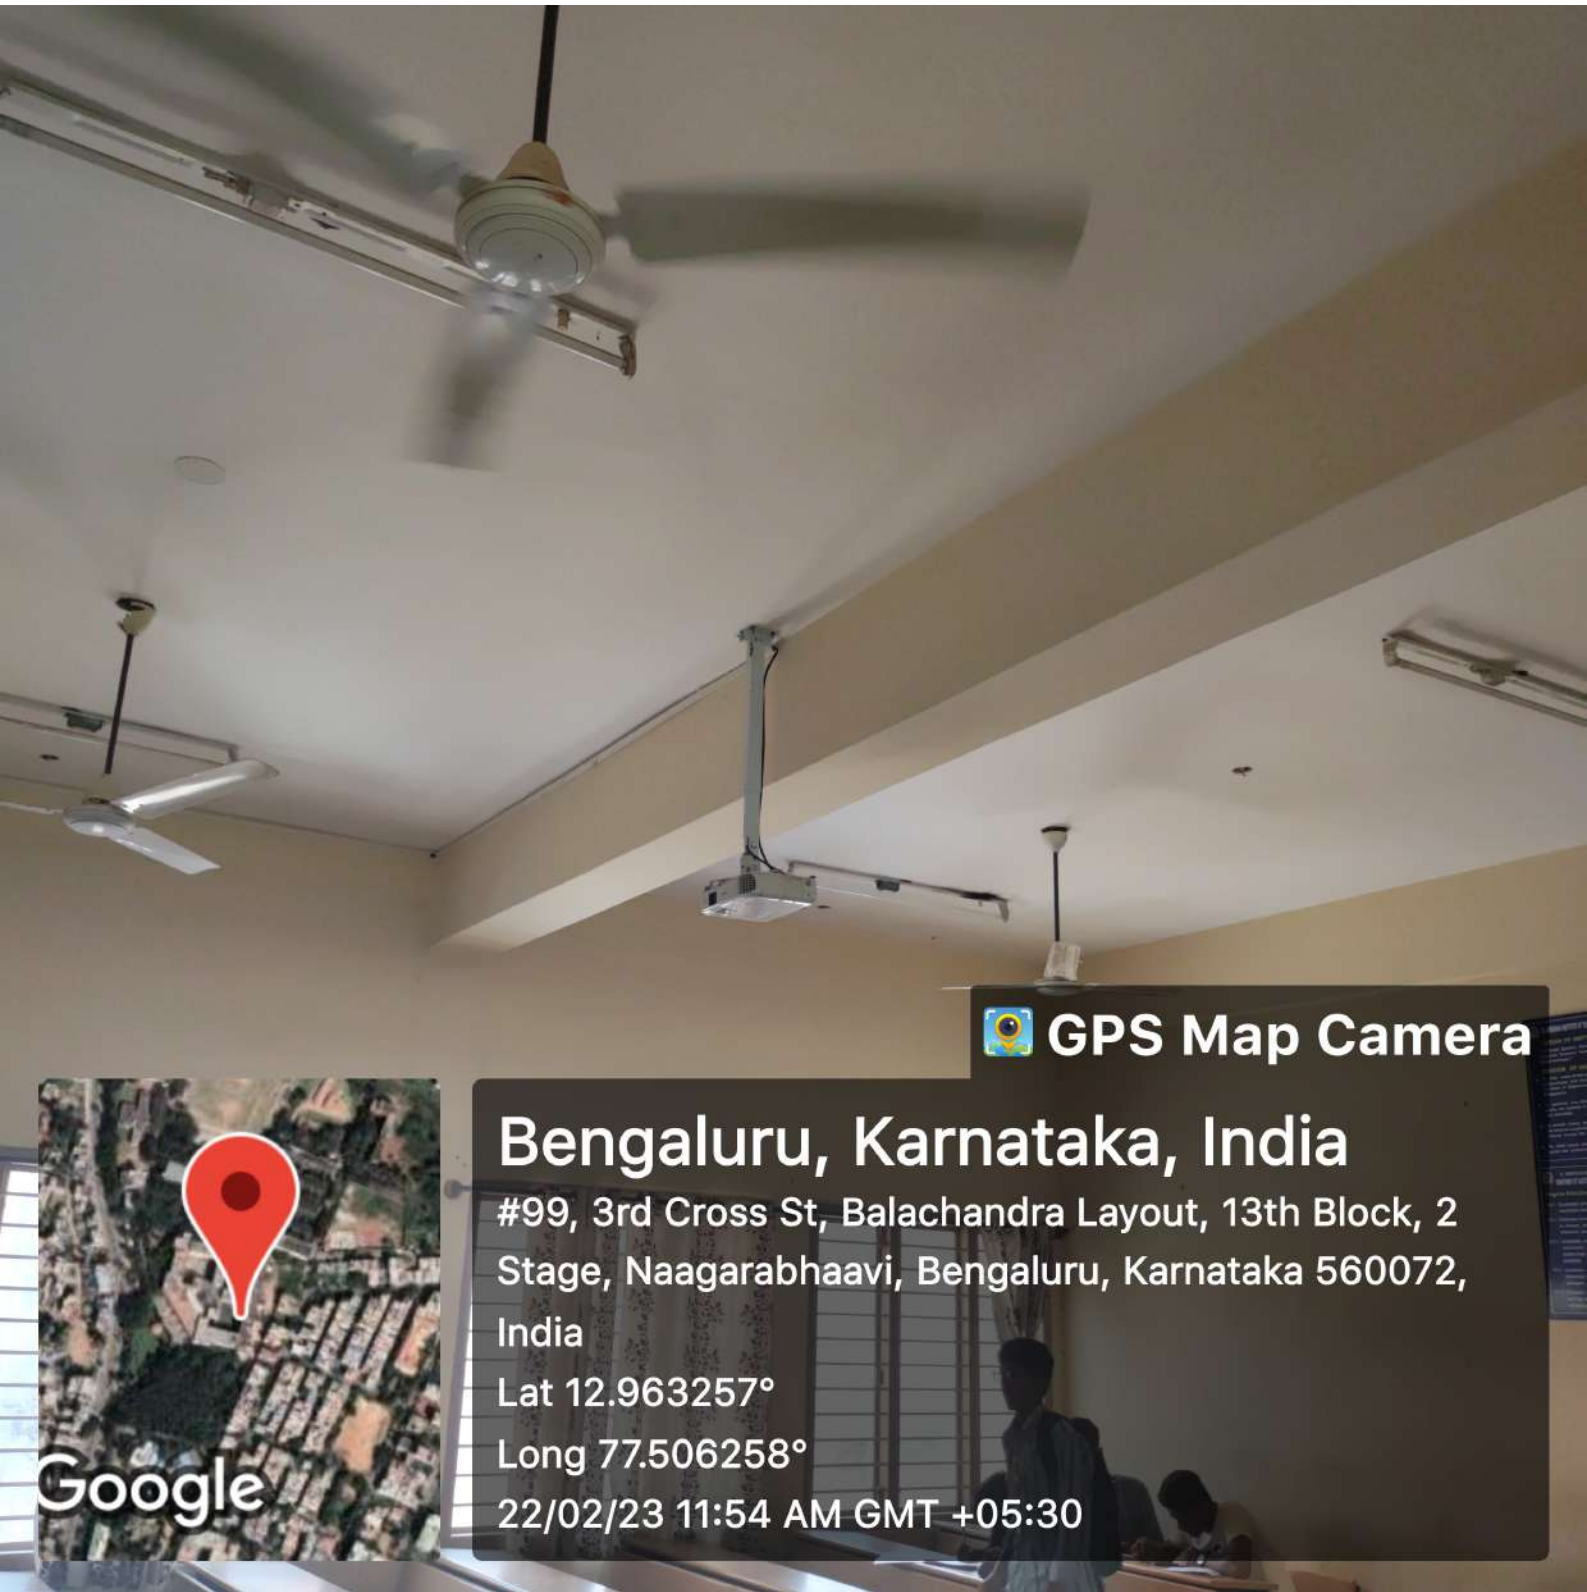 GPS Map Camera
Bengaluru, Karnataka, India
#99, 3rd Cross St, Balachandra Layout, 13th Block, 2
Stage, Naagarabhaavi, Bengaluru, Karnataka 560072,
India
Lat 12.963257°
Long 77.506258°
22/02/23 11:54 AM GMT +05:30
Google